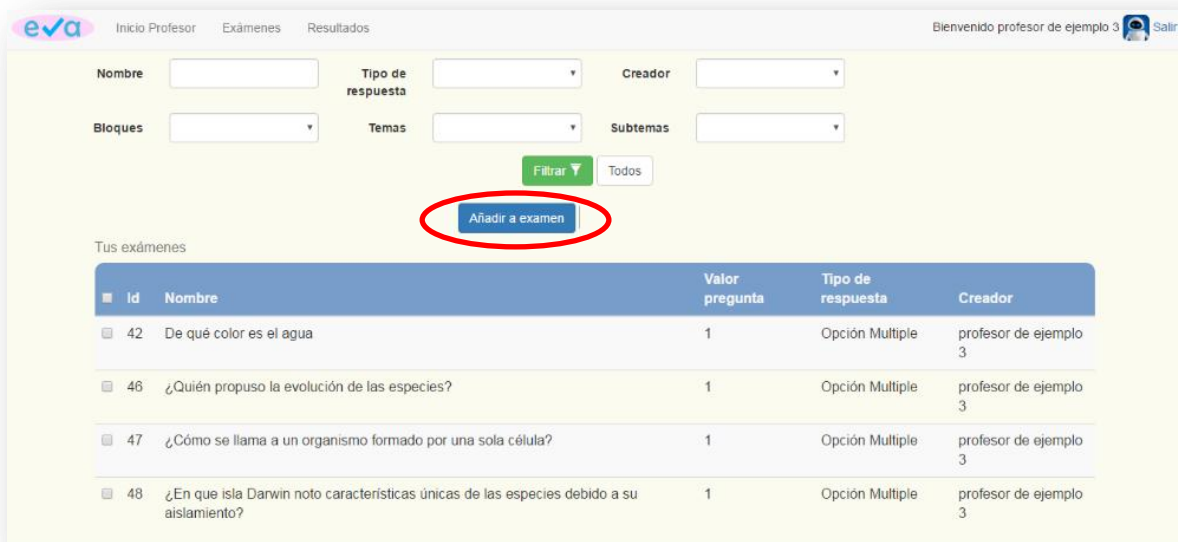 eva Inicio Profesor Exámenes Resultados Bienvenido profesor de ejemplo 3 Salir
Nombre Tipo de respuesta Creador
Bloques Temas Subtemas
Filtrar Todos
Añadir a examen
Tus exámenes
Id Nombre Valor pregunta Tipo de respuesta Creador
42 De qué color es el agua 1 Opción Multiple profesor de ejemplo 3
46 ¿Quién propuso la evolución de las especies? 1 Opción Multiple profesor de ejemplo 3
47 ¿Cómo se llama a un organismo formado por una sola célula? 1 Opción Multiple profesor de ejemplo 3
48 ¿En que isla Darwin noto características únicas de las especies debido a su aislamiento? 1 Opción Multiple profesor de ejemplo 3